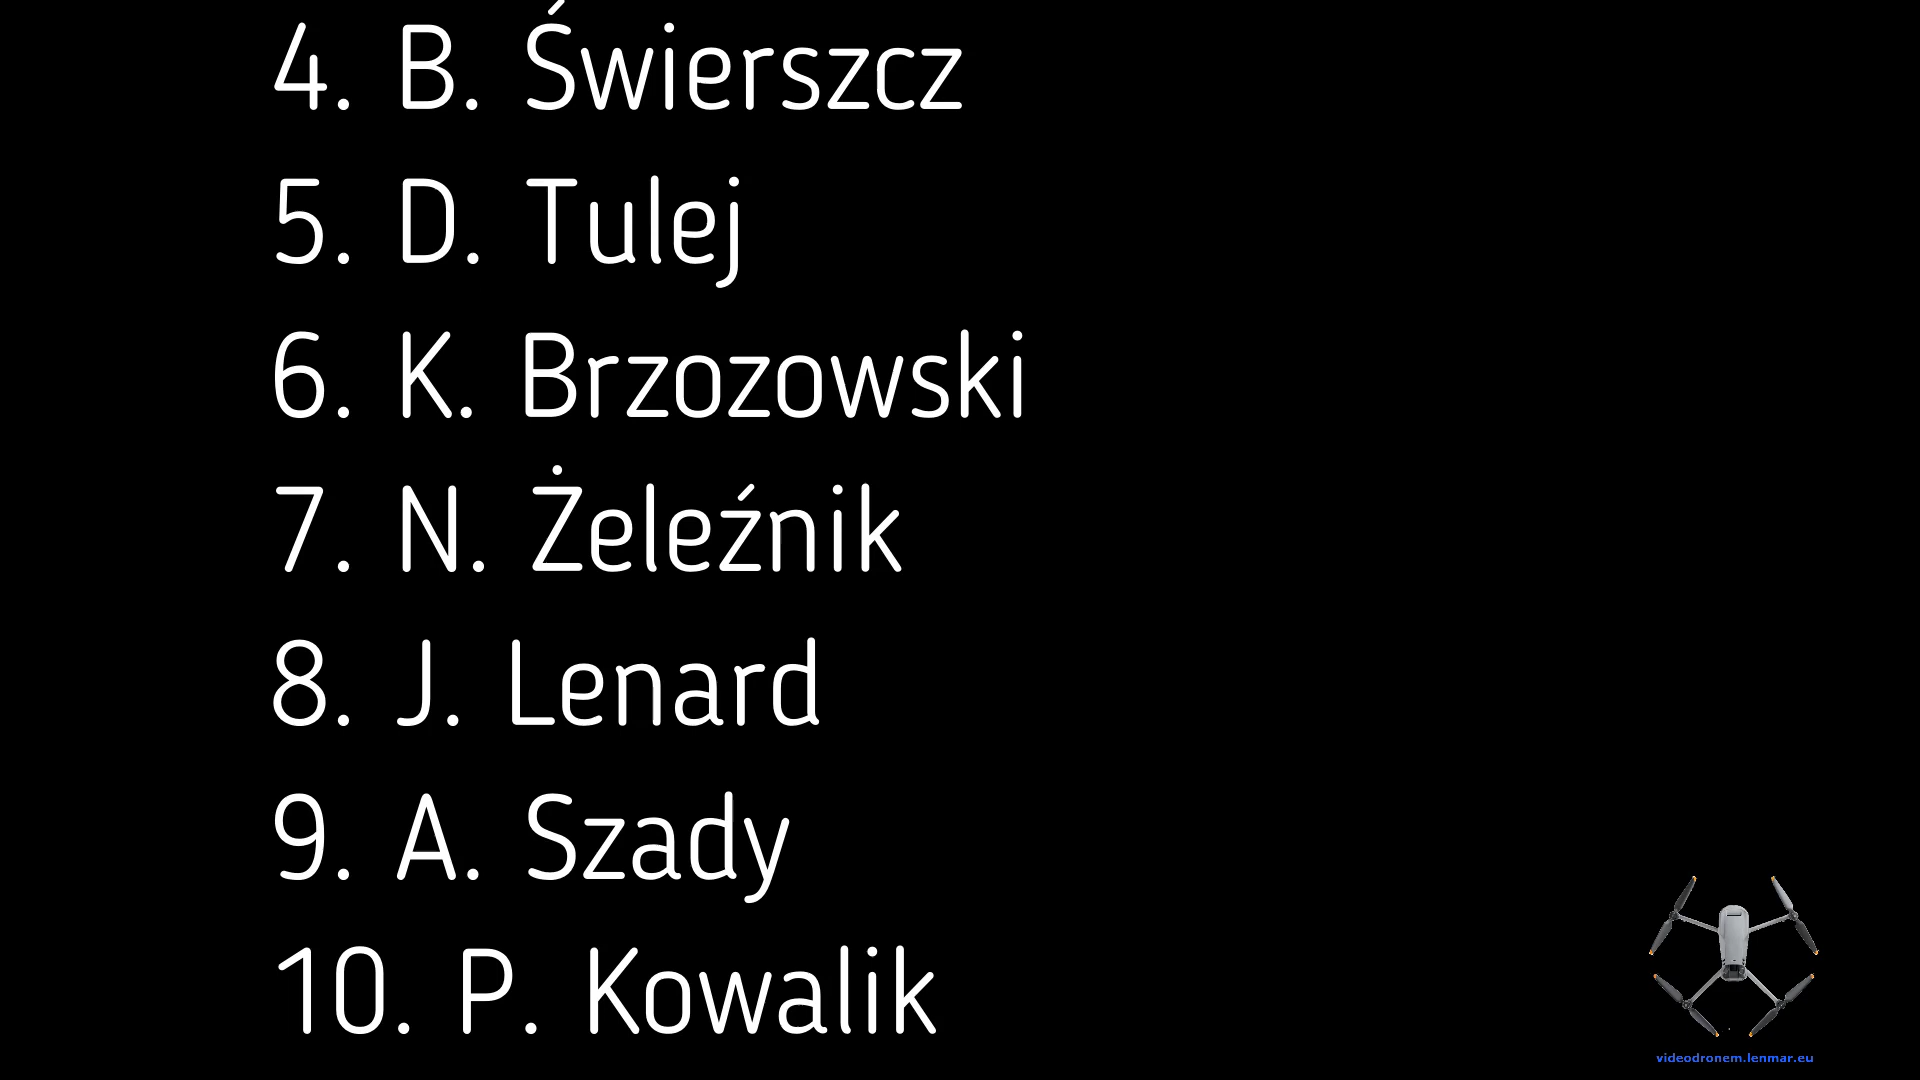 4. B. Świerszcz
5. D. Tulej
6. K. Brzozowski
7. N. Żeleźnik
8. J. Lenard
9. A. Szady
10. P. Kowalik
videodronem.lenmar.eu